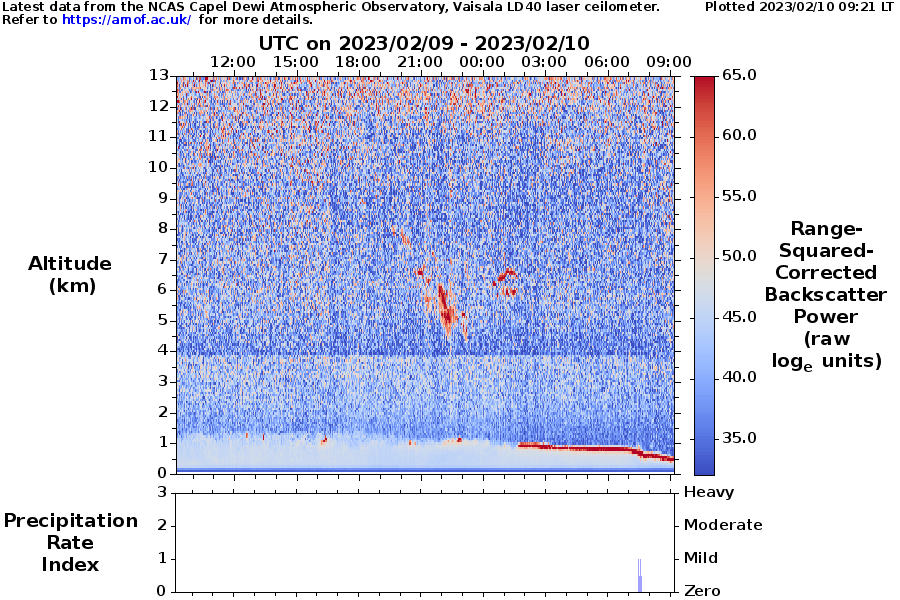 Latest data from the NCAS Capel Dewi Atmospheric Observatory, Vaisala LD40 laser ceilometer. Plotted 2023/02/10 09:21 LT
Refer to https://amof.ac.uk/ for more details.
UTC on 2023/02/09 - 2023/02/10
12:00 15:00 18:00 21:00 00:00 03:00 06:00 09:00
13
12
11
10
9
8
7
6
5
4
3
2
1
0
Altitude
(km)
65.0
60.0
55.0
50.0
45.0
40.0
35.0
Range-
Squared-
Corrected
Backscatter
Power
(raw
loge units)
3 Heavy
2 Moderate
1 Mild
0 Zero
Precipitation
Rate
Index